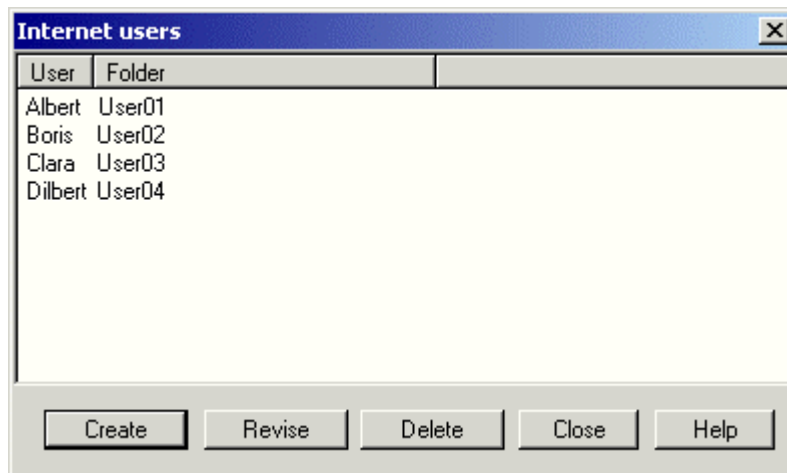 Internet users
User Folder
Albert User01
Boris User02
Clara User03
Dilbert User04
Create Revise Delete Close Help